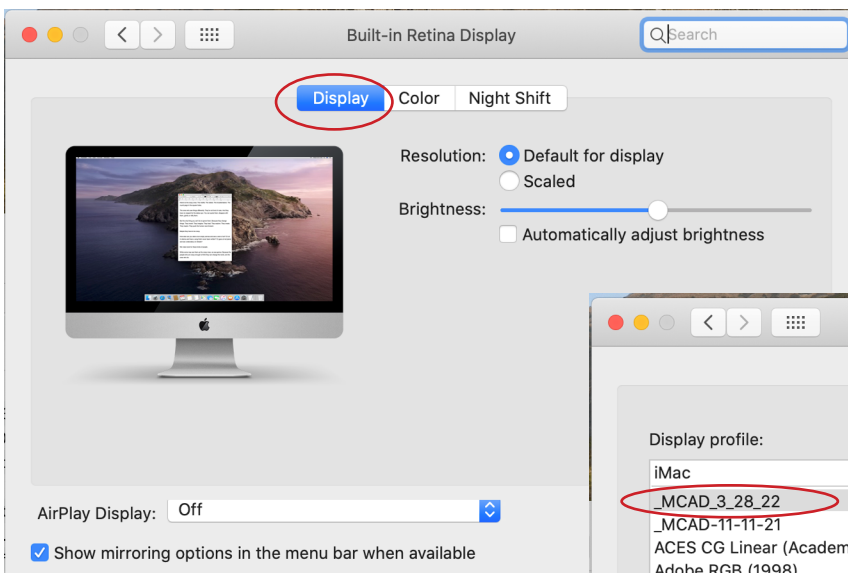 Built-in Retina Display
Search
Display Color Night Shift
Resolution: Default for display
Scaled
Brightness:
Automatically adjust brightness
Display profile:
iMac
_MCAD_3_28_22
_MCAD-11-11-21
ACES CG Linear (Academ
Adobe RGB (1998)
AirPlay Display: Off
Show mirroring options in the menu bar when available